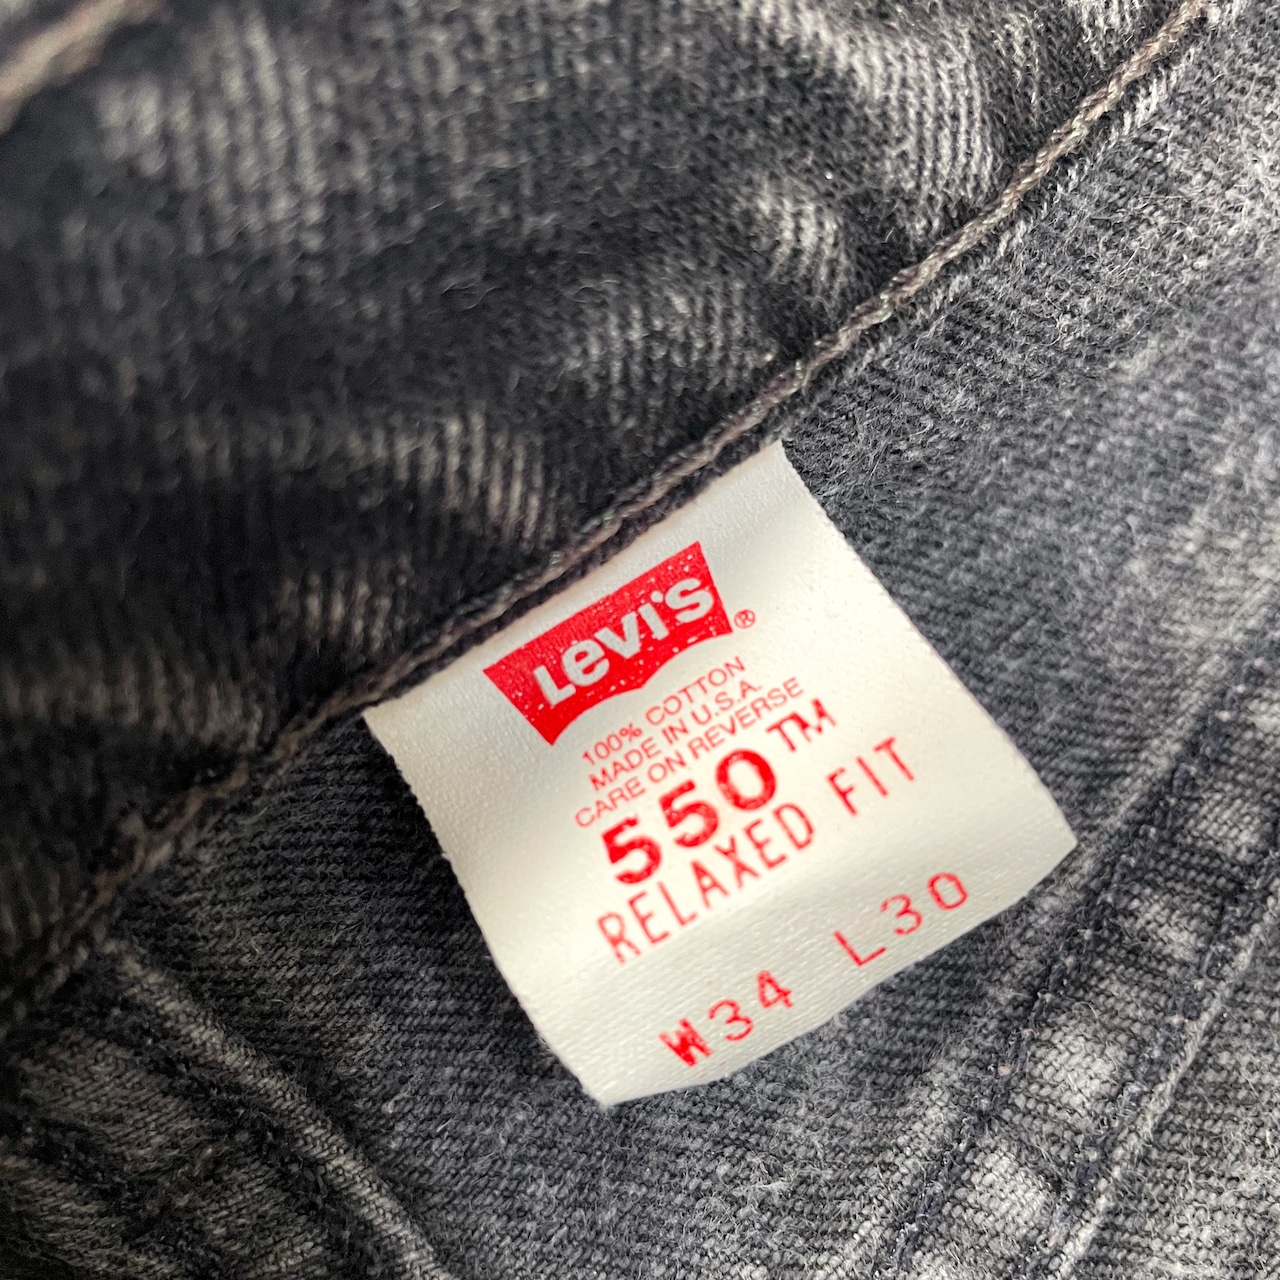 Levi's®
100% COTTON
MADE IN U.S.A.
CARE ON REVERSE
550™
RELAXED FIT
W34 L30